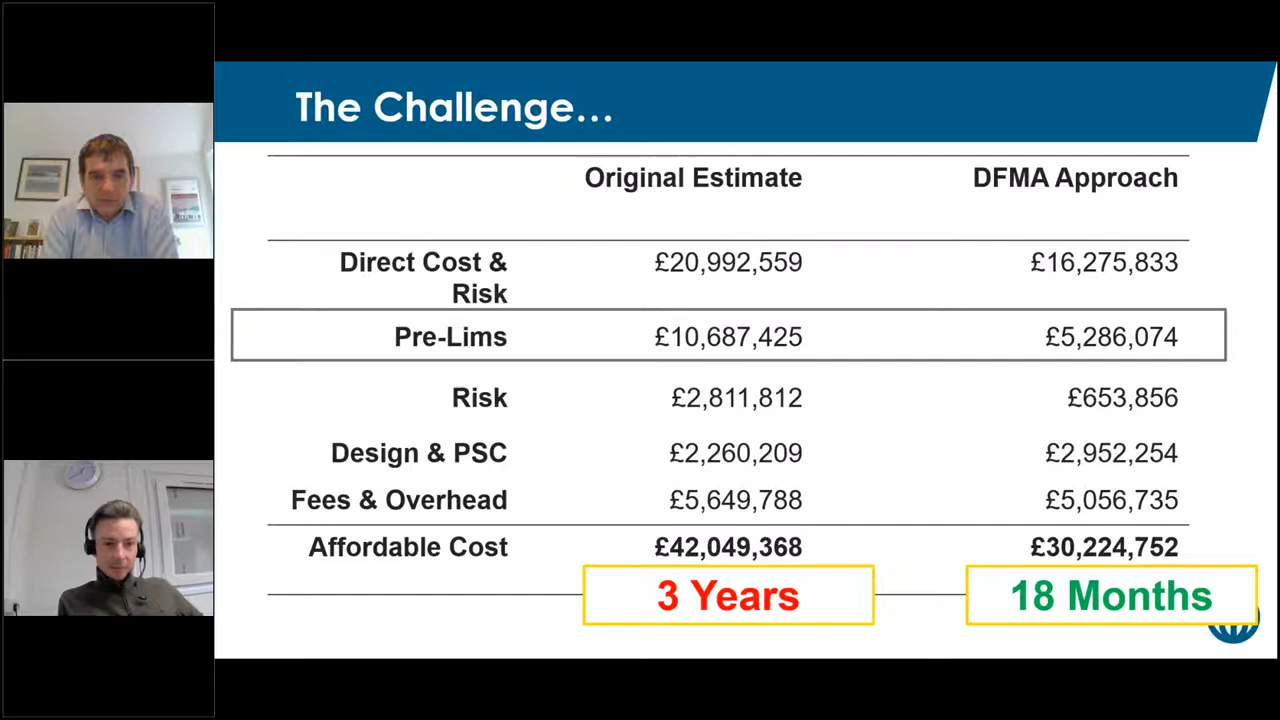 The Challenge…
Original Estimate DFMA Approach
Direct Cost & £20,992,559 £16,275,833
Risk
Pre-Lims £10,687,425 £5,286,074
Risk £2,811,812 £653,856
Design & PSC £2,260,209 £2,952,254
Fees & Overhead £5,649,788 £5,056,735
Affordable Cost £42,049,368 £30,224,752
3 Years 18 Months